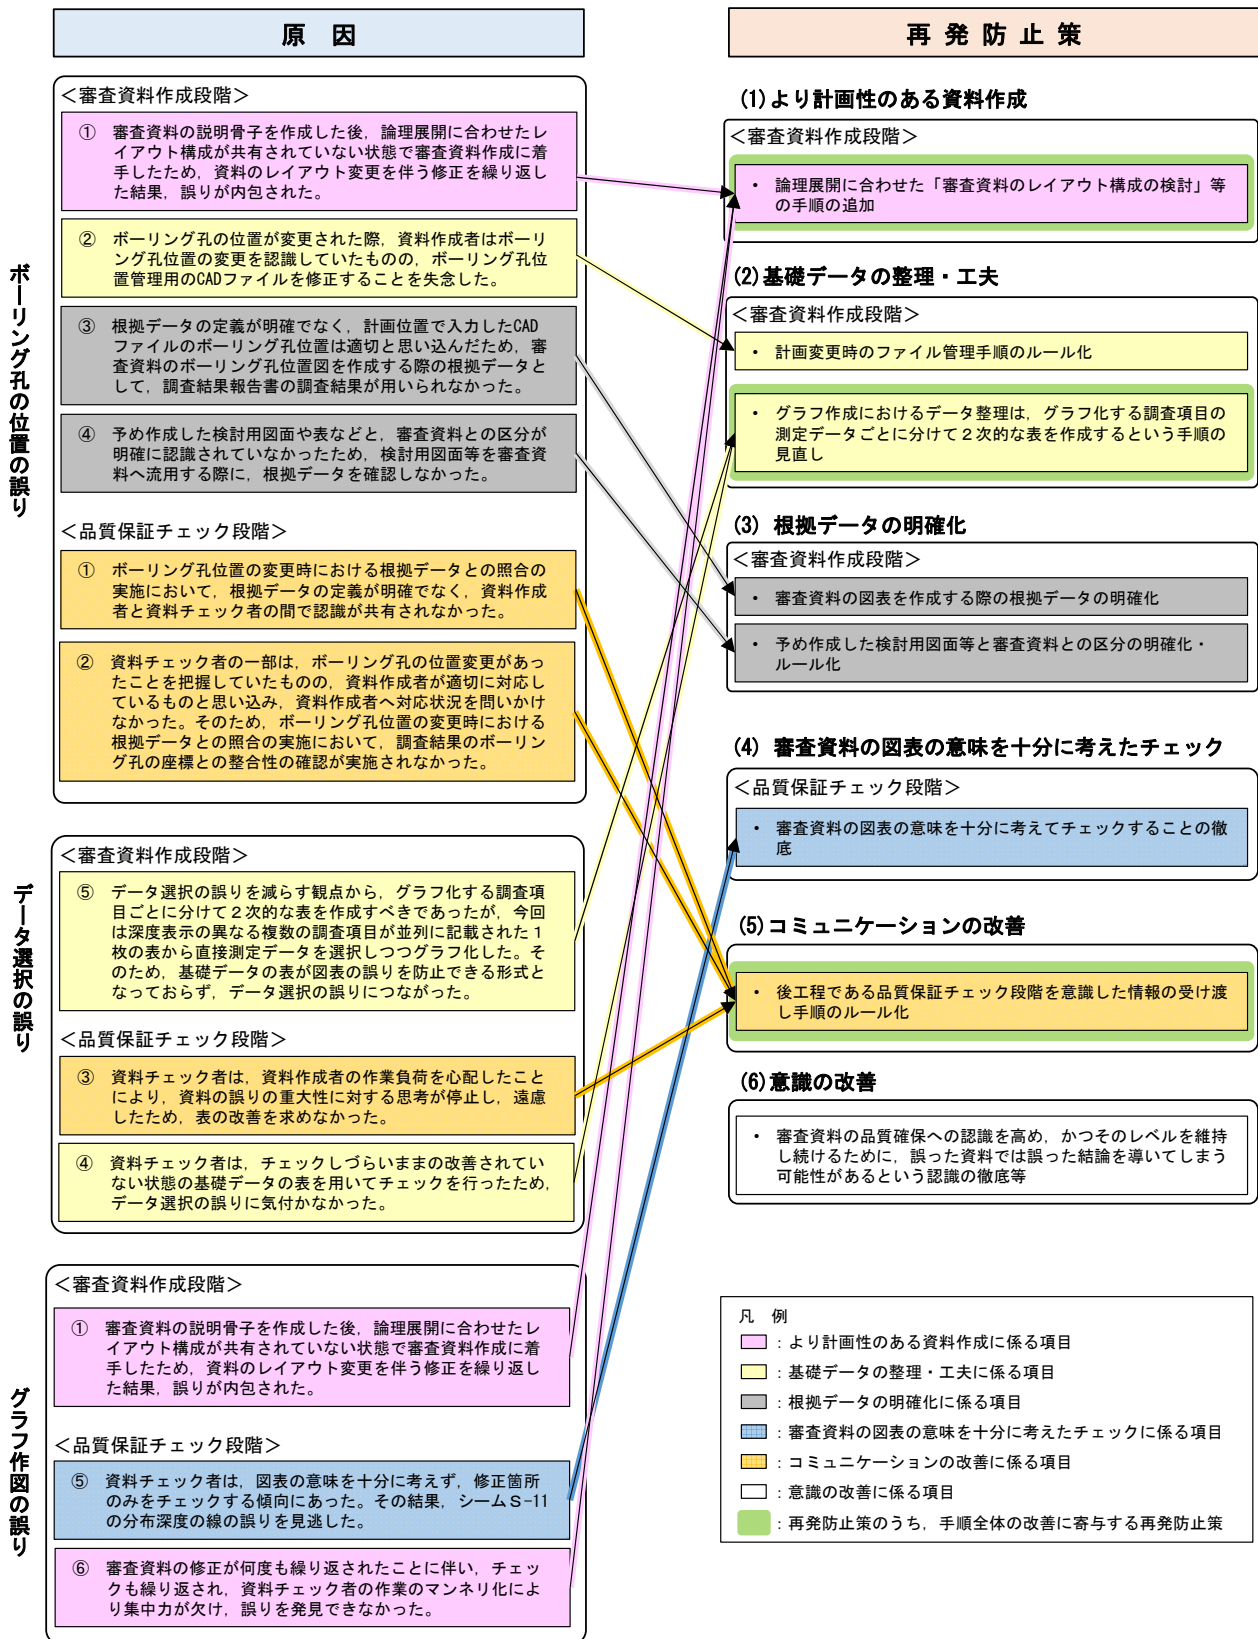 原　因
ボーリング孔の位置の誤り
＜審査資料作成段階＞
① 審査資料の説明骨子を作成した後，論理展開に合わせたレ
イアウト構成が共有されていない状態で審査資料作成に着
手したため，資料のレイアウト変更を伴う修正を繰り返し
た結果，誤りが内包された。
② ボーリング孔の位置が変更された際，資料作成者はボーリ
ング孔位置の変更を認識していたものの，ボーリング孔位
置管理用のCADファイルを修正することを失念した。
③ 根拠データの定義が明確でなく，計画位置で入力したCAD
ファイルのボーリング孔位置は適切と思い込んだため，審
査資料のボーリング孔位置図を作成する際の根拠データと
して，調査結果報告書の調査結果が用いられなかった。
④ 予め作成した検討用図面や表などと，審査資料との区分が
明確に認識されていなかったため，検討用図面等を審査資
料へ流用する際に，根拠データを確認しなかった。
＜品質保証チェック段階＞
① ボーリング孔位置の変更時における根拠データとの照合の
実施において，根拠データの定義が明確でなく，資料作成
者と資料チェック者の間で認識が共有されなかった。
② 資料チェック者の一部は，ボーリング孔の位置変更があっ
たことを把握していたものの，資料作成者が適切に対応し
ているものと思い込み，資料作成者へ対応状況を問いかけ
なかった。そのため，ボーリング孔位置の変更時における
根拠データとの照合の実施において，調査結果のボーリン
グ孔の座標との整合性の確認が実施されなかった。
データ選択の誤り
＜審査資料作成段階＞
⑤ データ選択の誤りを減らす観点から，グラフ化する調査項
目ごとに分けて２次的な表を作成すべきであったが，今回
は深度表示の異なる複数の調査項目が並列に記載された１
枚の表から直接測定データを選択しつつグラフ化した。そ
のため，基礎データの表が図表の誤りを防止できる形式と
なっておらず，データ選択の誤りにつながった。
＜品質保証チェック段階＞
③ 資料チェック者は，資料作成者の作業負荷を心配したこと
により，資料の誤りの重大性に対する思考が停止し，遠慮
したため，表の改善を求めなかった。
④ 資料チェック者は，チェックしづらいままの改善されてい
ない状態の基礎データの表を用いてチェックを行ったため，
データ選択の誤りに気付かなかった。
グラフ作図の誤り
＜審査資料作成段階＞
① 審査資料の説明骨子を作成した後，論理展開に合わせたレ
イアウト構成が共有されていない状態で審査資料作成に着
手したため，資料のレイアウト変更を伴う修正を繰り返し
た結果，誤りが内包された。
＜品質保証チェック段階＞
⑤ 資料チェック者は，図表の意味を十分に考えず，修正箇所
のみをチェックする傾向にあった。その結果，シームＳ-11
の分布深度の線の誤りを見逃した。
⑥ 審査資料の修正が何度も繰り返されたことに伴い，チェッ
クも繰り返され，資料チェック者の作業のマンネリ化によ
り集中力が欠け，誤りを発見できなかった。
再発防止策
(1)より計画性のある資料作成
＜審査資料作成段階＞
・ 論理展開に合わせた「審査資料のレイアウト構成の検討」等
の手順の追加
(2)基礎データの整理・工夫
＜審査資料作成段階＞
・ 計画変更時のファイル管理手順のルール化
・ グラフ作成におけるデータ整理は，グラフ化する調査項目の
測定データごとに分けて２次的な表を作成するという手順の
見直し
(3) 根拠データの明確化
＜審査資料作成段階＞
・ 審査資料の図表を作成する際の根拠データの明確化
・ 予め作成した検討用図面等と審査資料との区分の明確化・
ルール化
(4) 審査資料の図表の意味を十分に考えたチェック
＜品質保証チェック段階＞
・ 審査資料の図表の意味を十分に考えてチェックすることの徹
底
(5)コミュニケーションの改善
・ 後工程である品質保証チェック段階を意識した情報の受け渡
し手順のルール化
(6)意識の改善
・ 審査資料の品質確保への認識を高め，かつそのレベルを維持
し続けるために，誤った資料では誤った結論を導いてしまう
可能性があるという認識の徹底等
凡　例
：より計画性のある資料作成に係る項目
：基礎データの整理・工夫に係る項目
：根拠データの明確化に係る項目
：審査資料の図表の意味を十分に考えたチェックに係る項目
：コミュニケーションの改善に係る項目
：意識の改善に係る項目
：再発防止策のうち，手順全体の改善に寄与する再発防止策